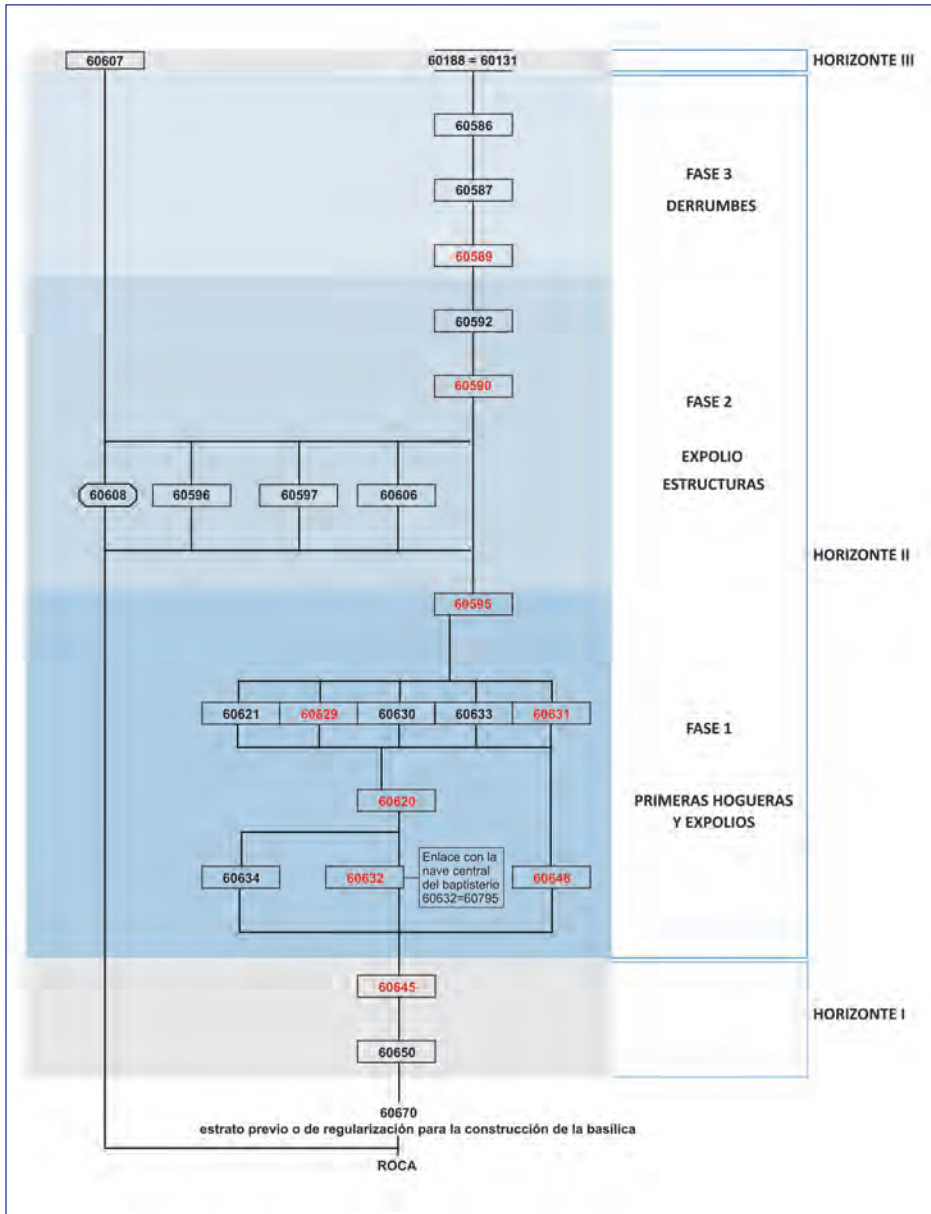 60607
60188 = 60131
HORIZONTE III
60586
60587
FASE 3
DERRUMBES
60589
60592
60590
FASE 2
60608
60596
60597
60606
EXPOLIO
ESTRUCTURAS
HORIZONTE II
60595
60621
60629
60630
60633
60631
FASE 1
60620
PRIMERAS HOGUERAS
Y EXPOLIOS
60634
60632
Enlace con la
nave central
del baptisterio
60632=60795
60648
60645
HORIZONTE I
60650
60670
estrato previo o de regularización para la construcción de la basílica
ROCA